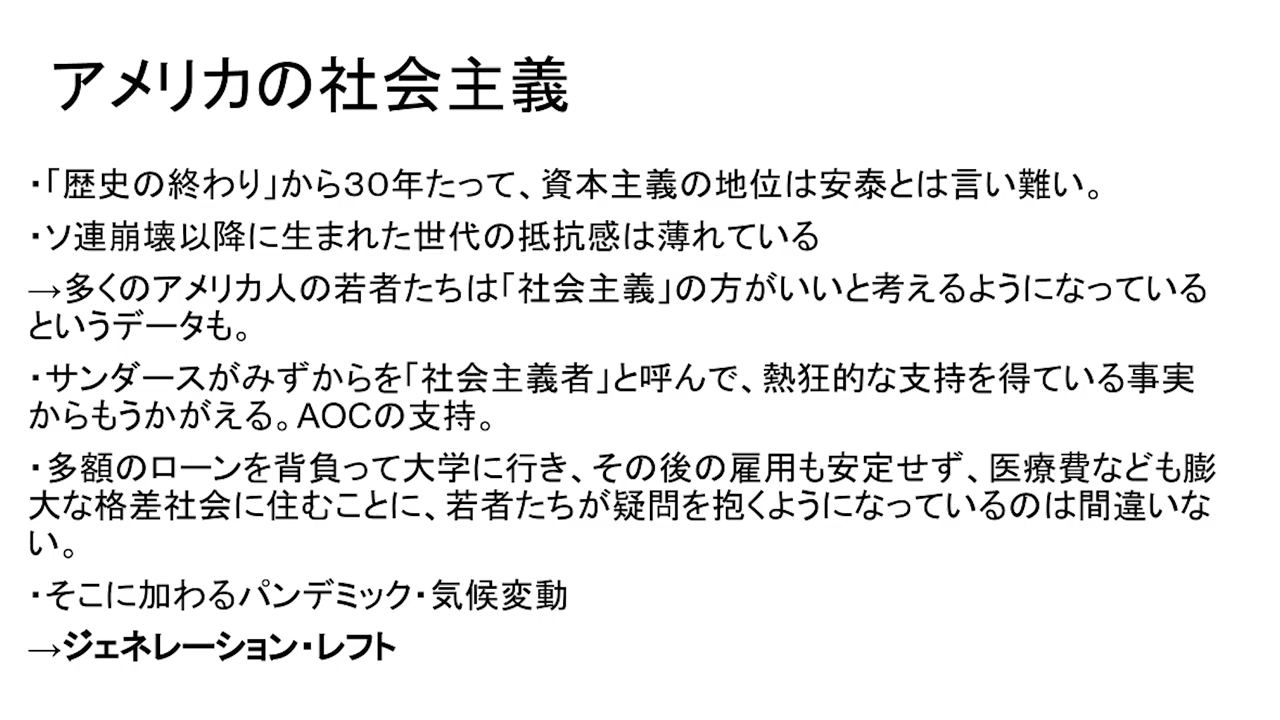 アメリカの社会主義
・「歴史の終わり」から30年たって、資本主義の地位は安泰とは言い難い。
・ソ連崩壊以降に生まれた世代の抵抗感は薄れている
→多くのアメリカ人の若者たちは「社会主義」の方がいいと考えるようになっている
というデータも。
・サンダースがみずからを「社会主義者」と呼んで、熱狂的な支持を得ている事実
からもうかがえる。AOCの支持。
・多額のローンを背負って大学に行き、その後の雇用も安定せず、医療費なども膨
大な格差社会に住むことに、若者たちが疑問を抱くようになっているのは間違いな
い。
・そこに加わるパンデミック・気候変動
→ジェネレーション・レフト